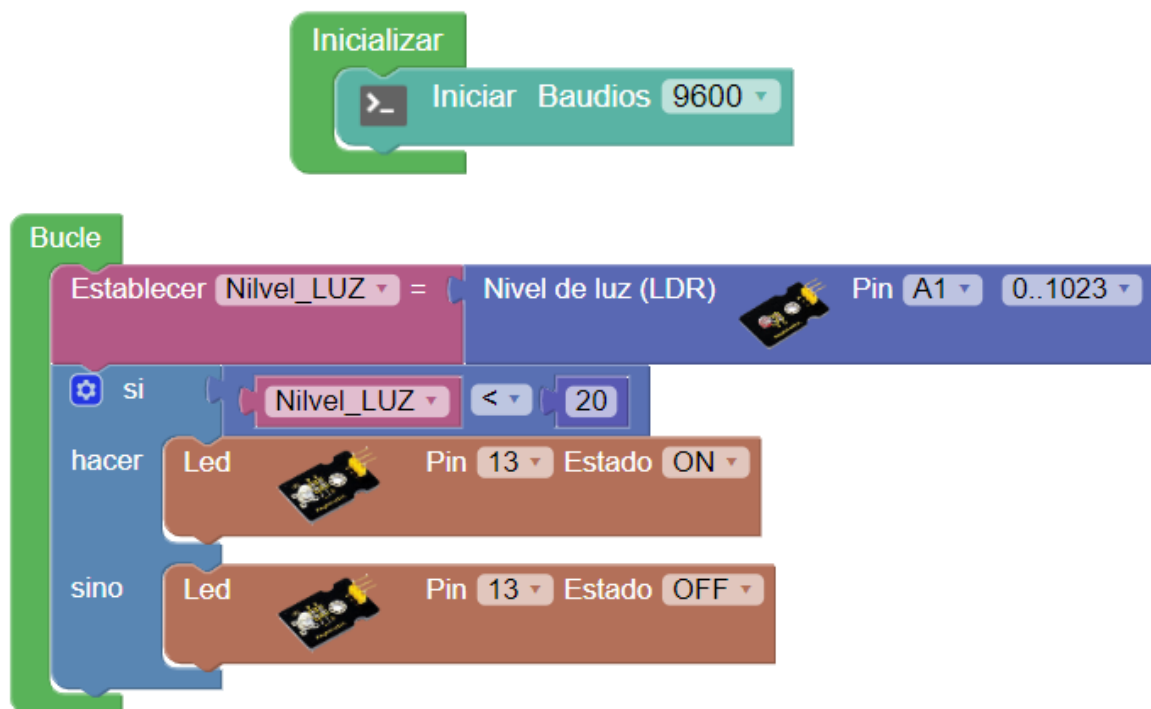 Inicializar
>_ Iniciar Baudios 9600
Bucle
Establecer Nilvel_LUZ = Nivel de luz (LDR) Pin A1 0..1023
si Nilvel_LUZ < 20
hacer Led Pin 13 Estado ON
sino Led Pin 13 Estado OFF